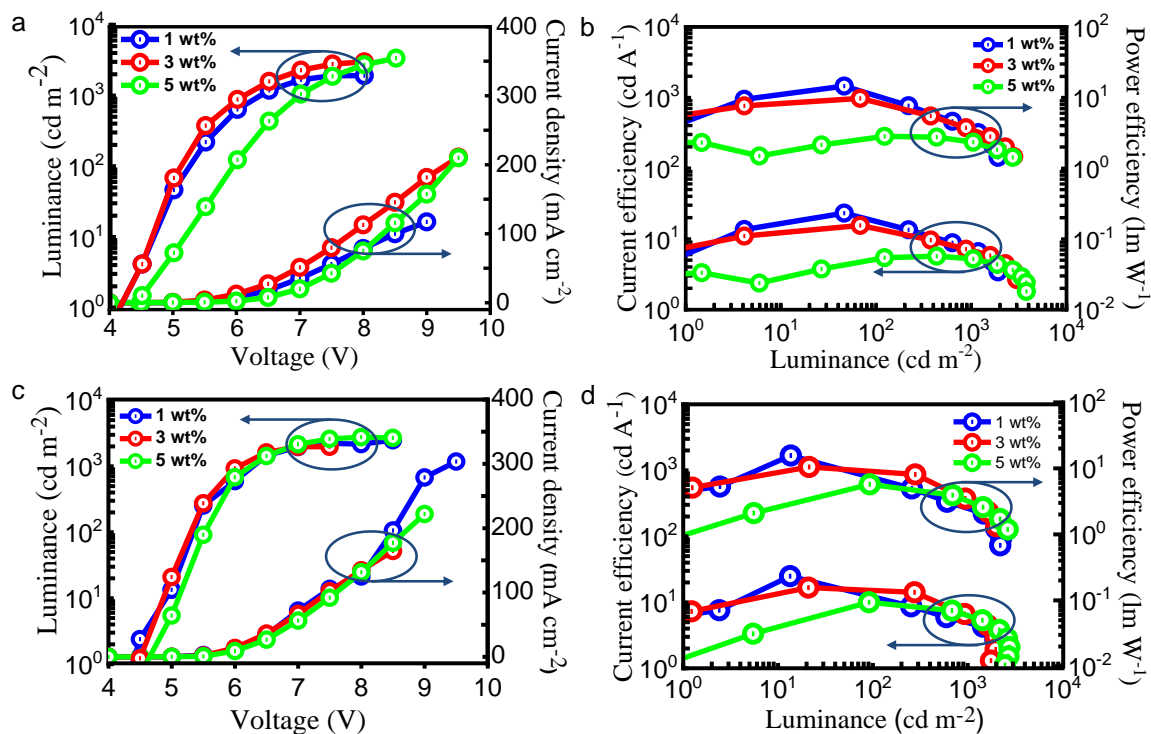 a
10⁴
10³
10²
10¹
10⁰
Luminance (cd m⁻²)
1 wt%
3 wt%
5 wt%
400
300
200
100
0
Current density (mA cm⁻²)
4 5 6 7 8 9 10
Voltage (V)
b
10⁴
10³
10²
10¹
10⁰
Current efficiency (cd A⁻¹)
1 wt%
3 wt%
5 wt%
10²
10¹
10⁰
10⁻¹
10⁻²
Power efficiency (lm W⁻¹)
10⁰ 10¹ 10² 10³ 10⁴
Luminance (cd m⁻²)
c
10⁴
10³
10²
10¹
10⁰
Luminance (cd m⁻²)
1 wt%
3 wt%
5 wt%
400
300
200
100
0
Current density (mA cm⁻²)
4 5 6 7 8 9 10
Voltage (V)
d
10⁴
10³
10²
10¹
10⁰
Current efficiency (cd A⁻¹)
1 wt%
3 wt%
5 wt%
10²
10¹
10⁰
10⁻¹
10⁻²
Power efficiency (lm W⁻¹)
10⁰ 10¹ 10² 10³ 10⁴
Luminance (cd m⁻²)